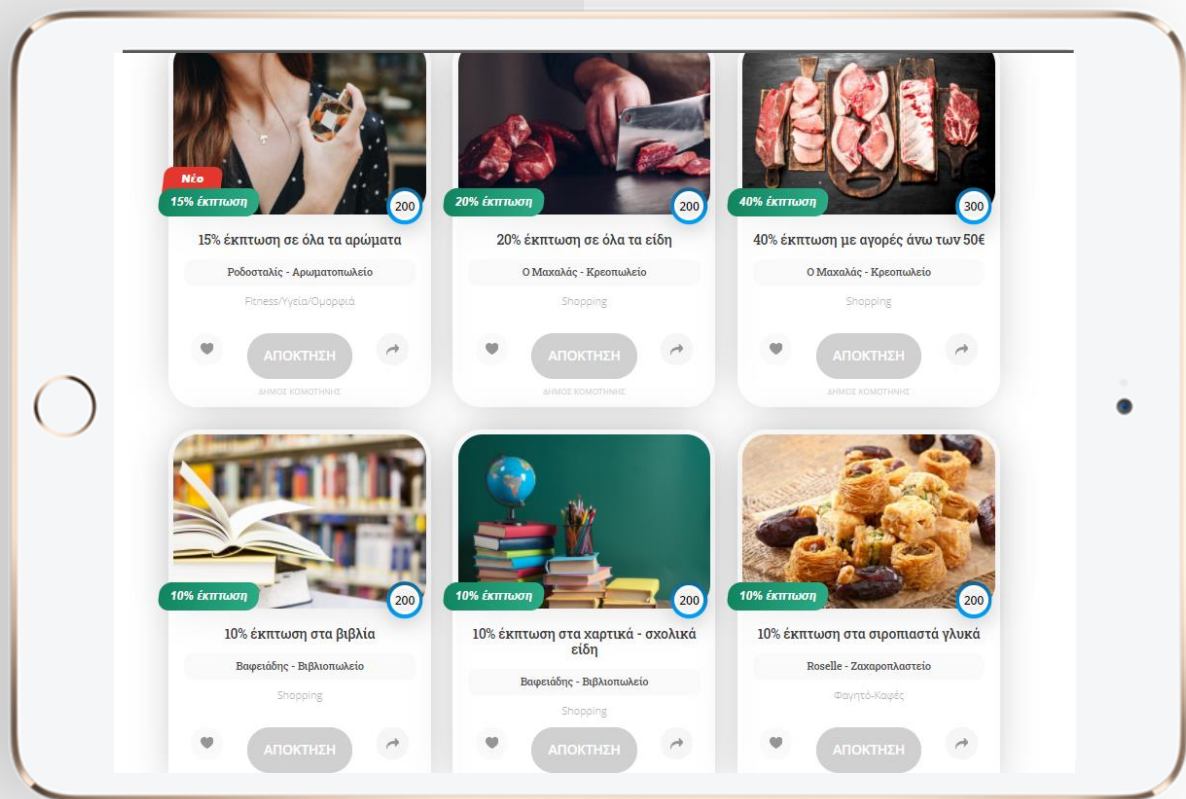 Νέο
15% έκπτωση
200
15% έκπτωση σε όλα τα αρώματα
Ροδοσταλίς - Αρωματοπωλείο
Fitness/Υγεία/Ομορφιά
ΑΠΟΚΤΗΣΗ
ΔΗΜΟΣ ΚΟΜΟΤΗΝΗΣ
20% έκπτωση
200
20% έκπτωση σε όλα τα είδη
Ο Μαχαλάς - Κρεοπωλείο
Shopping
ΑΠΟΚΤΗΣΗ
ΔΗΜΟΣ ΚΟΜΟΤΗΝΗΣ
40% έκπτωση
300
40% έκπτωση με αγορές άνω των 50€
Ο Μαχαλάς - Κρεοπωλείο
Shopping
ΑΠΟΚΤΗΣΗ
ΔΗΜΟΣ ΚΟΜΟΤΗΝΗΣ
10% έκπτωση
200
10% έκπτωση στα βιβλία
Βαφειάδης - Βιβλιοπωλείο
Shopping
ΑΠΟΚΤΗΣΗ
10% έκπτωση
200
10% έκπτωση στα χαρτικά - σχολικά
είδη
Βαφειάδης - Βιβλιοπωλείο
Shopping
ΑΠΟΚΤΗΣΗ
10% έκπτωση
200
10% έκπτωση στα σιροπιαστά γλυκά
Roselle - Ζαχαροπλαστείο
Φαγητό-Καφές
ΑΠΟΚΤΗΣΗ